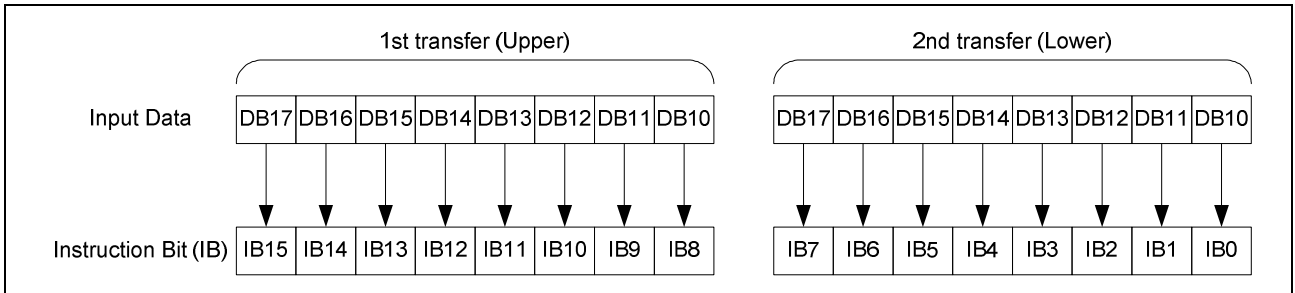 1st transfer (Upper) 2nd transfer (Lower)
Input Data DB17 DB16 DB15 DB14 DB13 DB12 DB11 DB10 DB17 DB16 DB15 DB14 DB13 DB12 DB11 DB10
Instruction Bit (IB) IB15 IB14 IB13 IB12 IB11 IB10 IB9 IB8 IB7 IB6 IB5 IB4 IB3 IB2 IB1 IB0